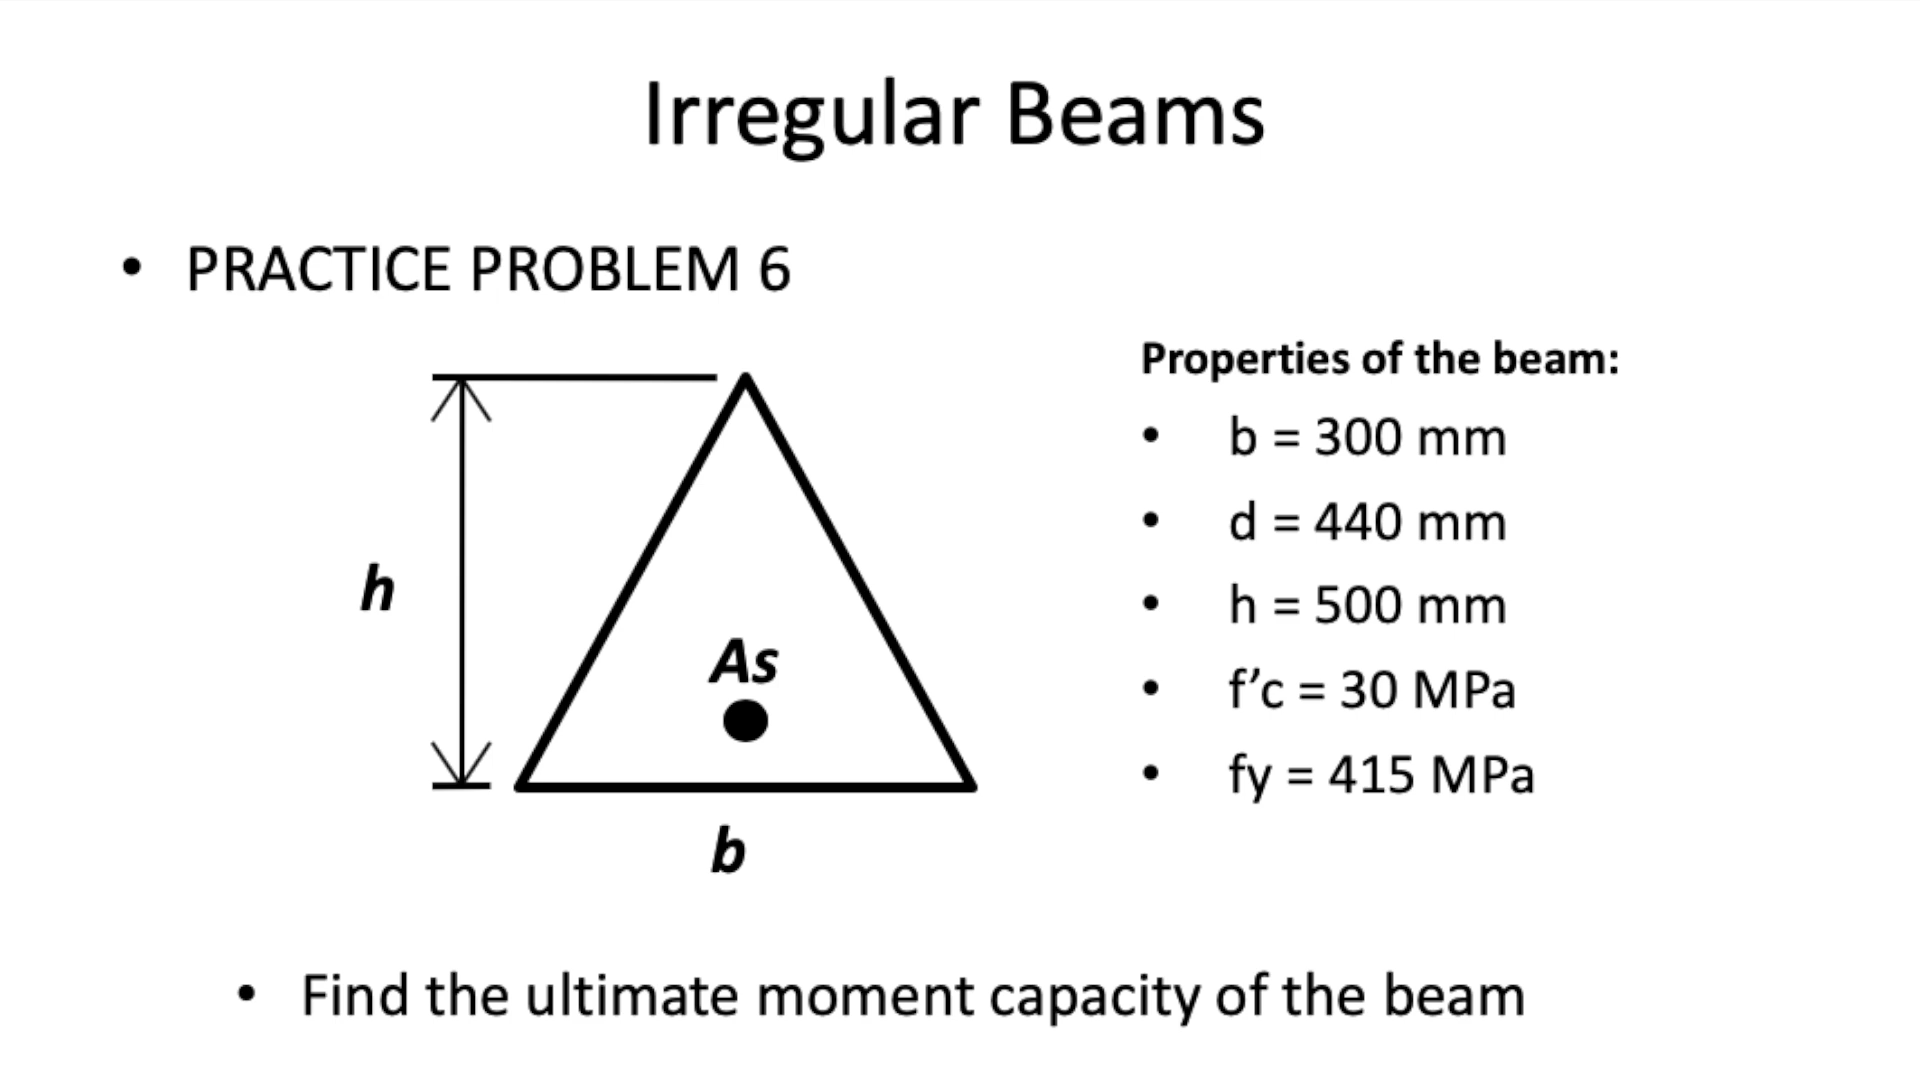 Irregular Beams
• PRACTICE PROBLEM 6
Properties of the beam:
• b = 300 mm
• d = 440 mm
• h = 500 mm
• f’c = 30 MPa
• fy = 415 MPa
h
As
b
• Find the ultimate moment capacity of the beam